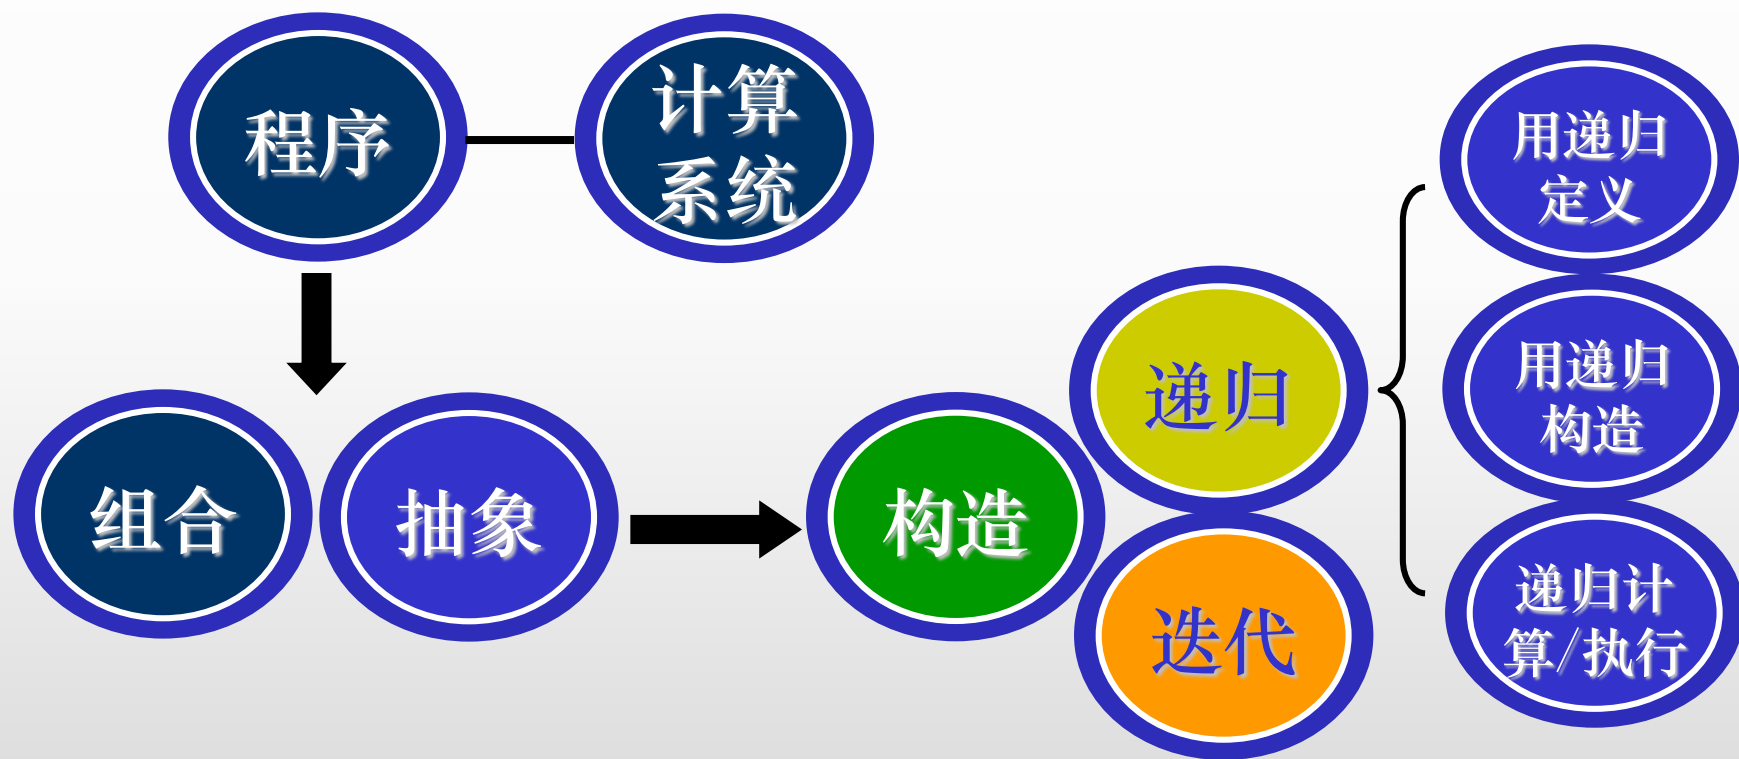 程序
计算
系统
组合
抽象
构造
递归
迭代
用递归
定义
用递归
构造
递归计
算/执行